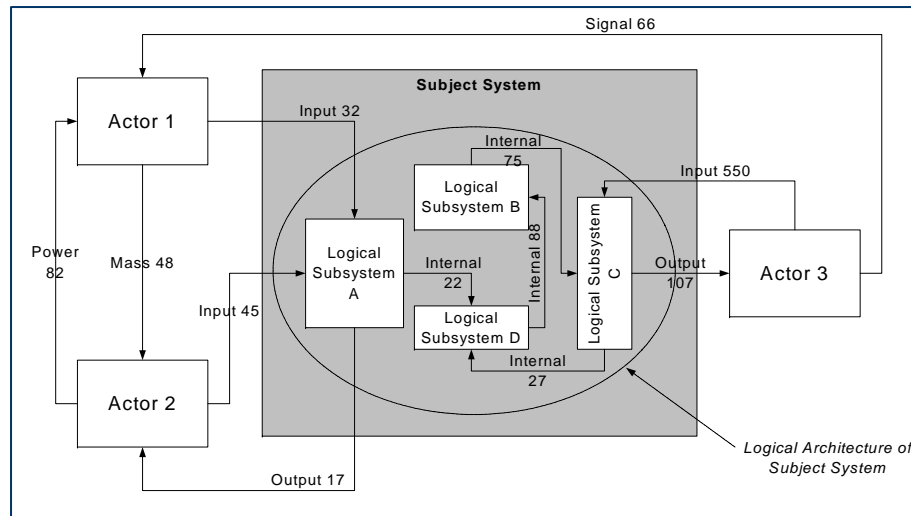 Signal 66
Subject System
Actor 1
Input 32
Internal
75
Input 550
Logical
Subsystem B
Logical Subsystem
C
Power
82
Mass 48
Logical
Subsystem
A
Internal
22
Internal 88
Output
107
Actor 3
Input 45
Logical
Subsystem D
Internal
27
Actor 2
Output 17
Logical Architecture of
Subject System